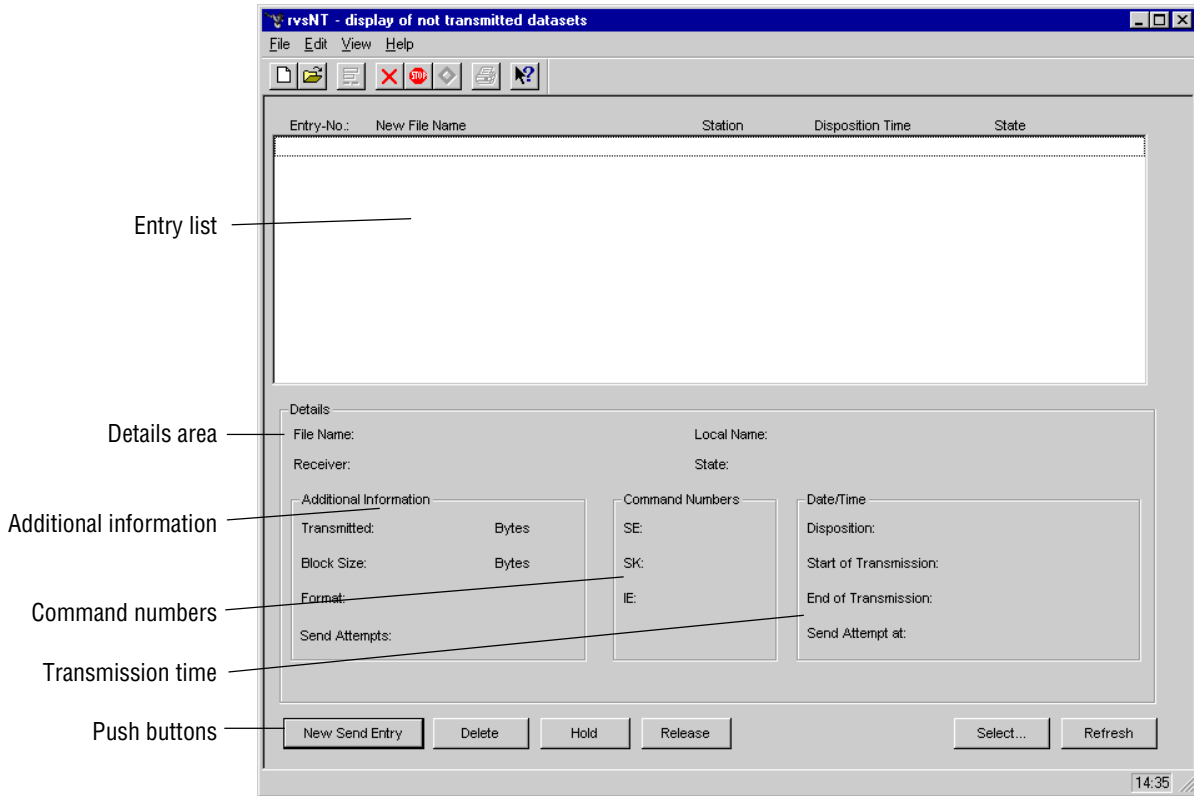 rvsNT - display of not transmitted datasets
File Edit View Help
STOP
Entry-No.: New File Name Station Disposition Time State
Entry list
Details
Details area
File Name: Local Name:
Receiver: State:
Additional Information Command Numbers Date/Time
Additional information
Transmitted: Bytes SE: Disposition:
Block Size: Bytes SK: Start of Transmission:
Command numbers
Format: IE: End of Transmission:
Send Attempts: Send Attempt at:
Transmission time
Push buttons
New Send Entry Delete Hold Release Select... Refresh
14:35